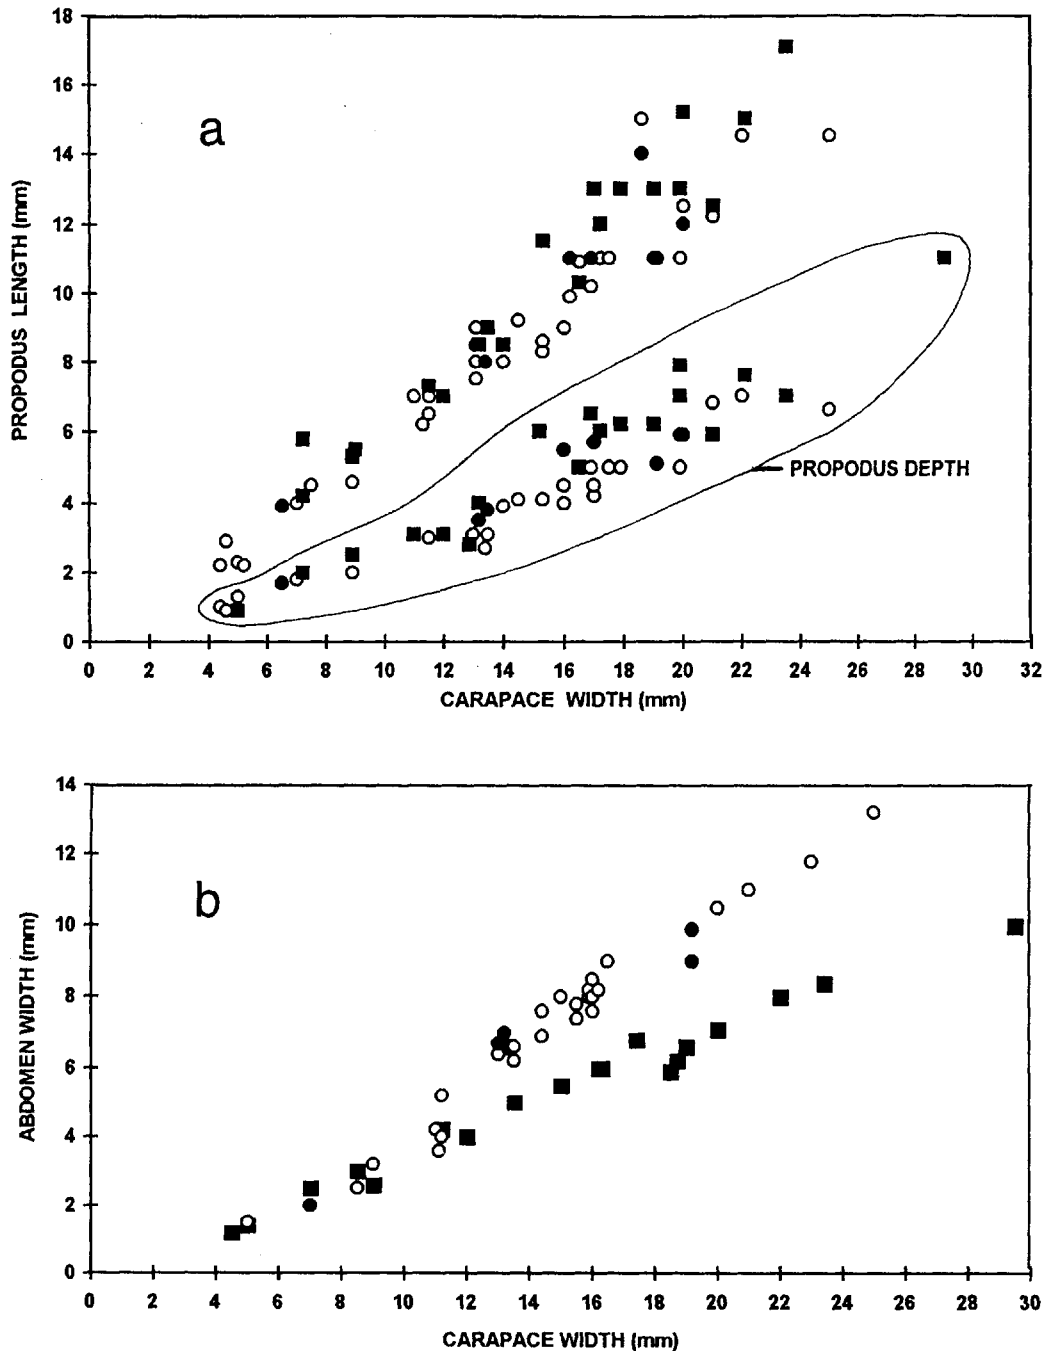 18
16
14
12
10
8
6
4
2
0
a
PROPODUS LENGTH (mm)
PROPODUS DEPTH
0 2 4 6 8 10 12 14 16 18 20 22 24 26 28 30 32
CARAPACE WIDTH (mm)
14
12
10
8
6
4
2
0
b
ABDOMEN WIDTH (mm)
0 2 4 6 8 10 12 14 16 18 20 22 24 26 28 30
CARAPACE WIDTH (mm)